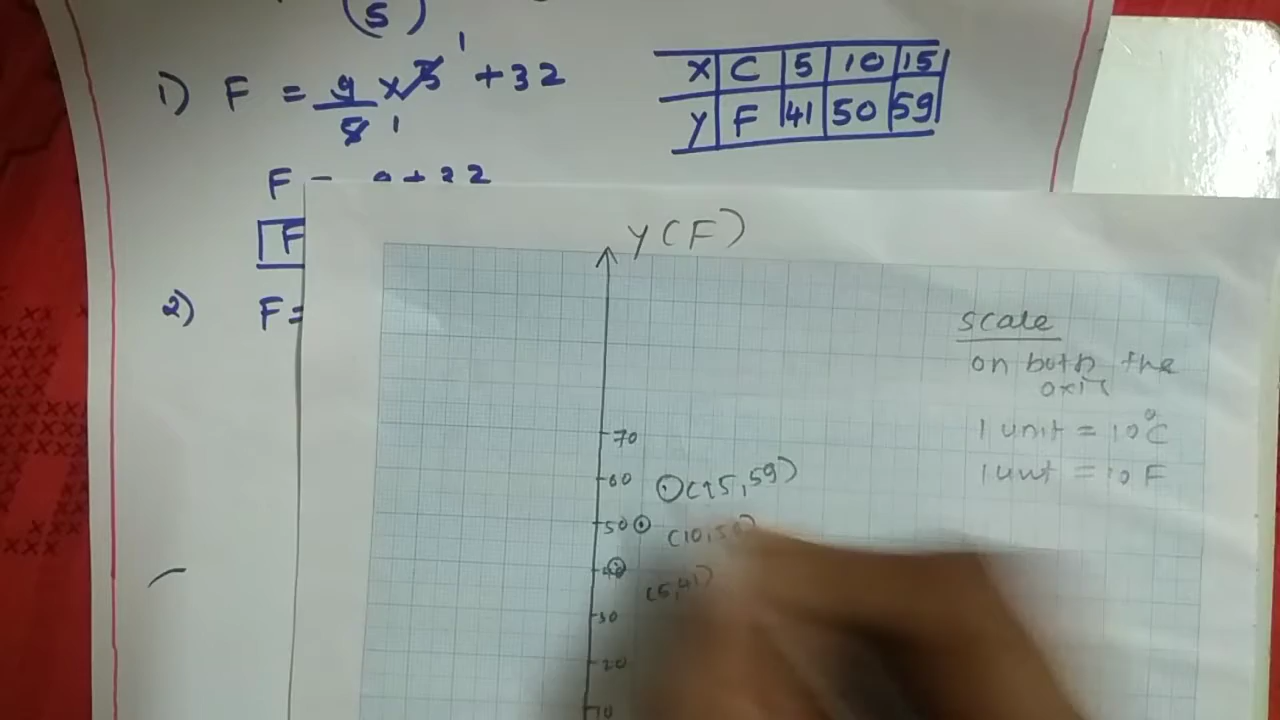 (5)
1) F = 9/5 x 5 1 + 32
1
X C 5 10 15
Y F 41 50 59
F = 9 + 32
F
2) F =
Y(F)
scale
on both the
axis
1 unit = 10°C
1 unit = 10 F
70
60 (15,59)
50 (10,50)
40 (5,41)
30
20
10